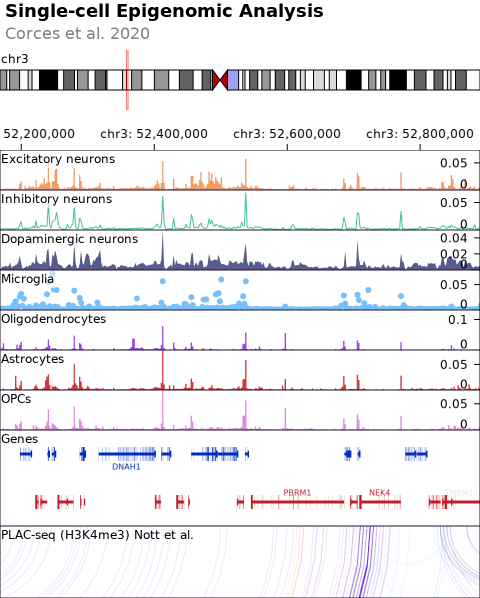 Single-cell Epigenomic Analysis
Corces et al. 2020
chr3
52,200,000 chr3: 52,400,000 chr3: 52,600,000 chr3: 52,800,000
Excitatory neurons 0.05
0
Inhibitory neurons 0.05
0
Dopaminergic neurons 0.04
0.02
0
Microglia 0.05
0
Oligodendrocytes 0.1
0
Astrocytes 0.05
0
OPCs 0.05
0
Genes
DNAH1
PBRM1 NEK4
PLAC-seq (H3K4me3) Nott et al.